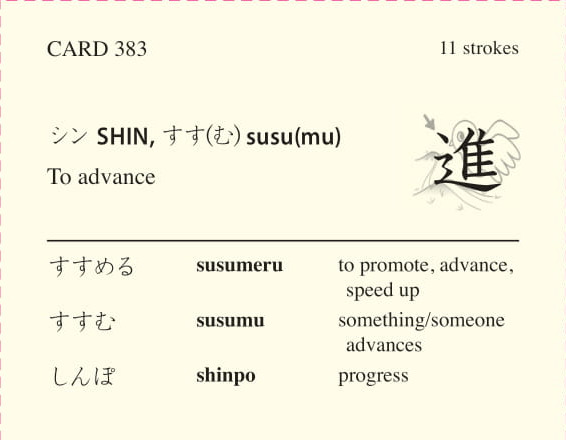 CARD 383 11 strokes
シン SHIN, すす(む) susu(mu)
進
To advance
すすめる susumeru to promote, advance,
speed up
すすむ susumu something/someone
advances
しんぽ shinpo progress